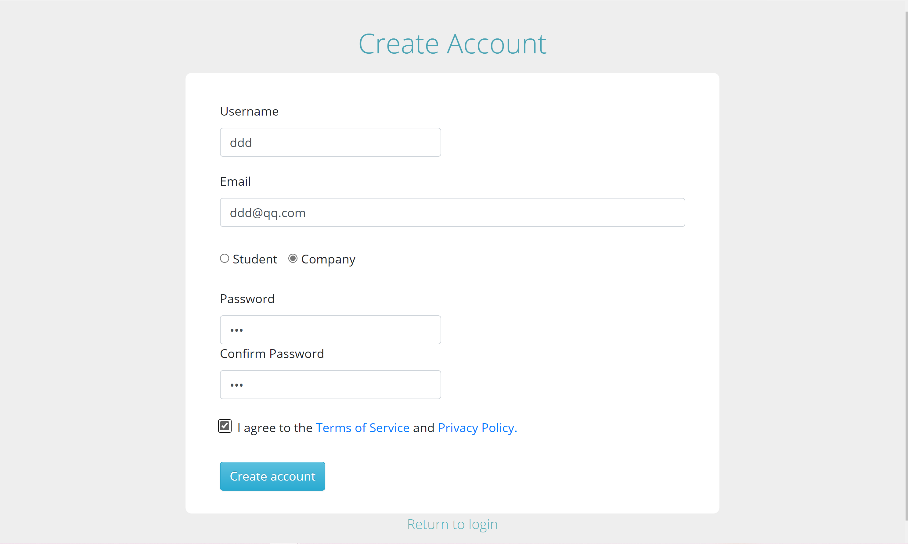 Create Account
Username
ddd
Email
ddd@qq.com
Student Company
Password
•••
Confirm Password
•••
I agree to the Terms of Service and Privacy Policy.
Create account
Return to login